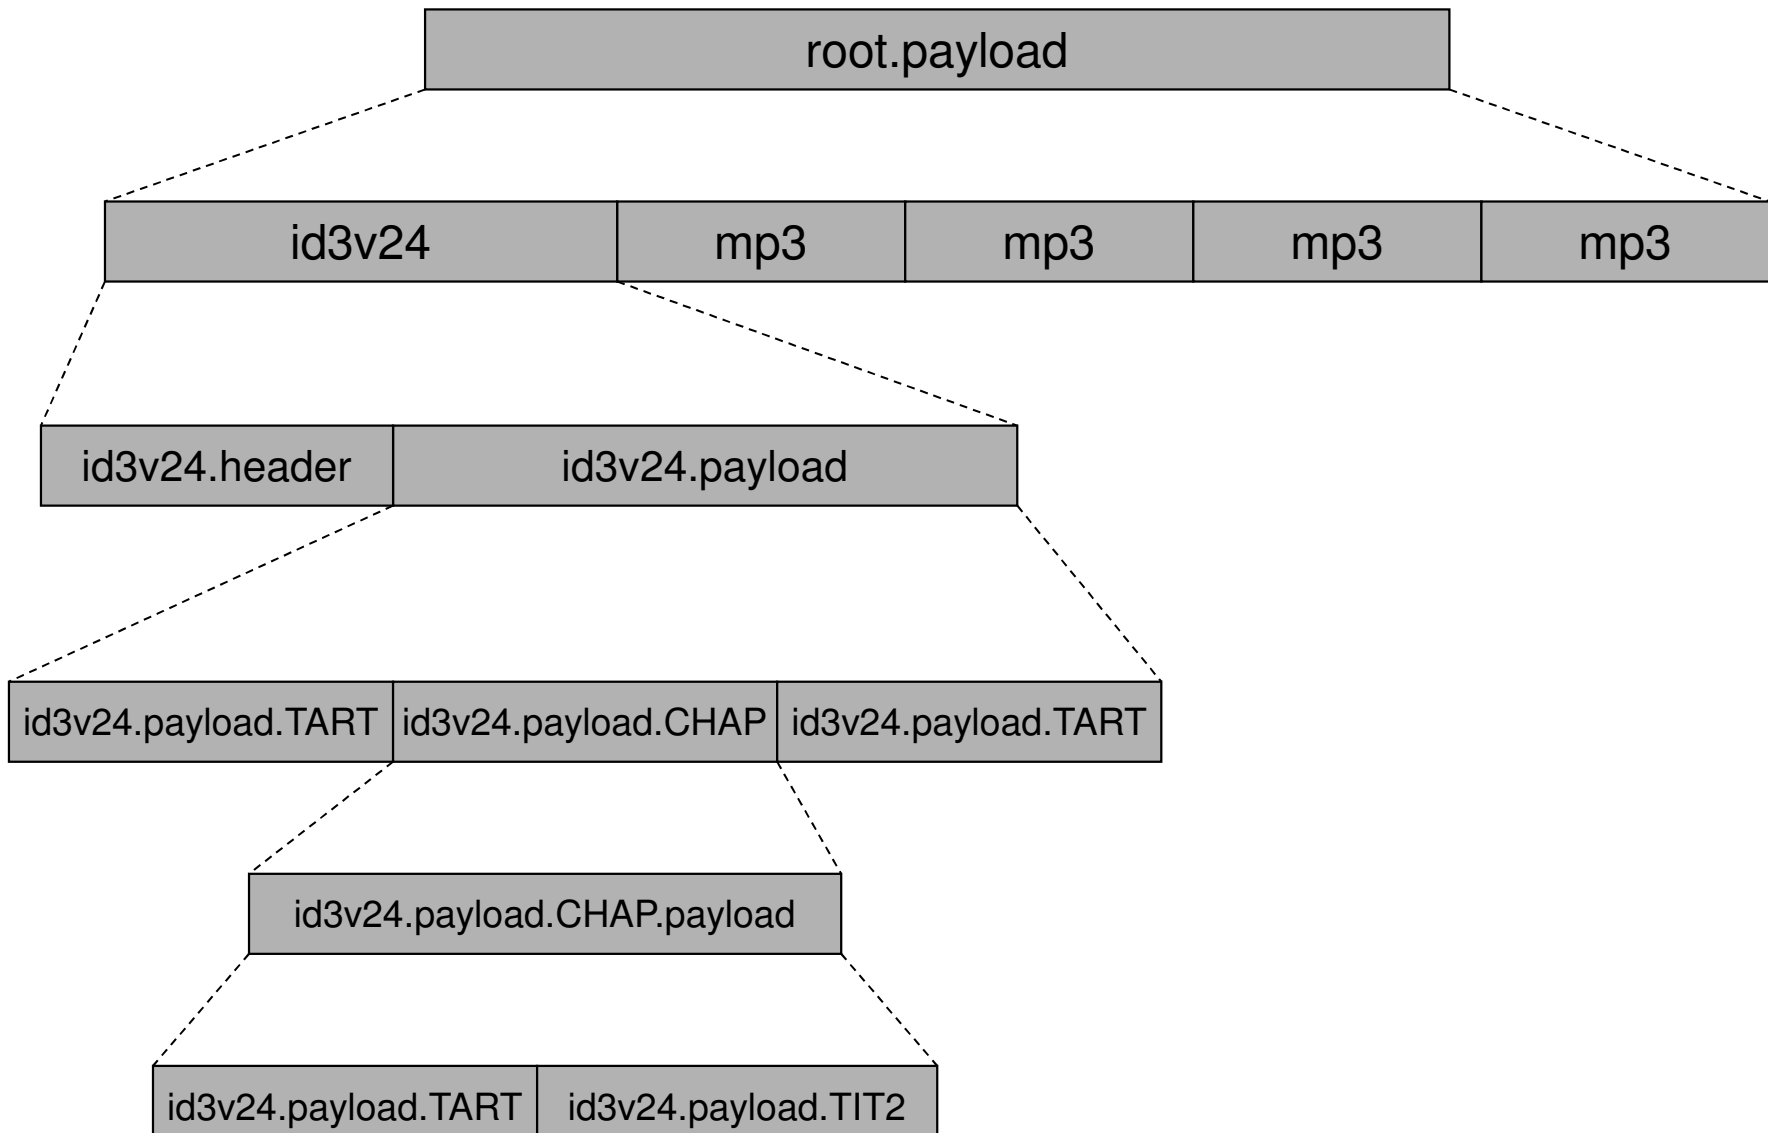 root.payload
id3v24 mp3 mp3 mp3 mp3
id3v24.header id3v24.payload
id3v24.payload.TART id3v24.payload.CHAP id3v24.payload.TART
id3v24.payload.CHAP.payload
id3v24.payload.TART id3v24.payload.TIT2